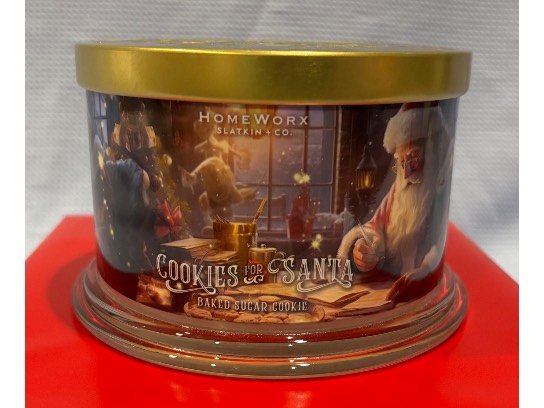 HOMEWORX
SLATKIN + CO.
COOKIES FOR SANTA
BAKED SUGAR COOKIE